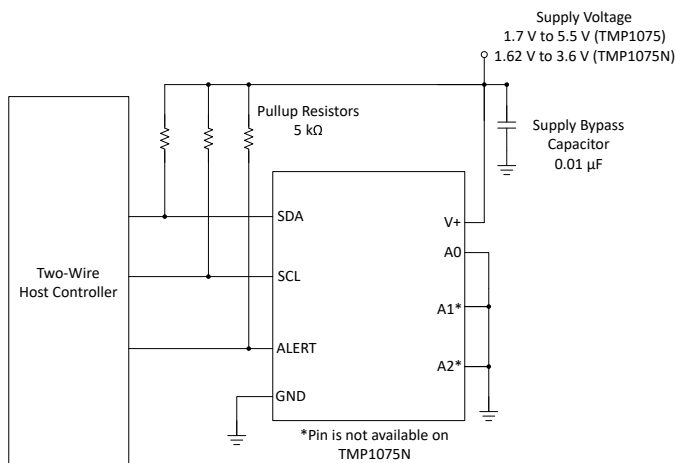 Supply Voltage
1.7 V to 5.5 V (TMP1075)
1.62 V to 3.6 V (TMP1075N)
Pullup Resistors
5 kΩ
Supply Bypass
Capacitor
0.01 µF
Two-Wire
Host Controller
SDA
SCL
ALERT
GND
V+
A0
A1*
A2*
*Pin is not available on
TMP1075N